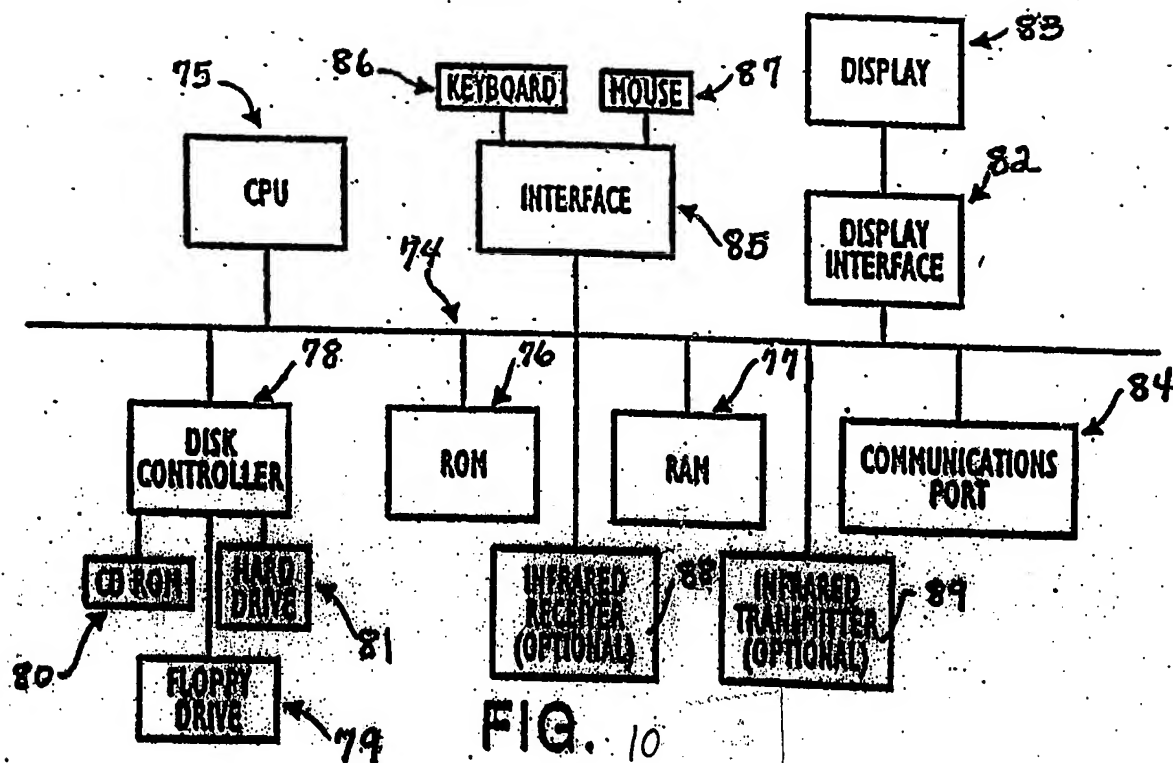 83
86
KEYBOARD
MOUSE
87
DISPLAY
75
82
CPU
INTERFACE
DISPLAY
INTERFACE
85
74
78
76
77
84
DISK
CONTROLLER
ROM
RAM
COMMUNICATIONS
PORT
CD ROM
HARD
DRIVE
INFRARED
RECEIVER
(OPTIONAL)
88
INFRARED
TRANSMITTER
(OPTIONAL)
89
80
81
FLOPPY
DRIVE
79
FIG. 10